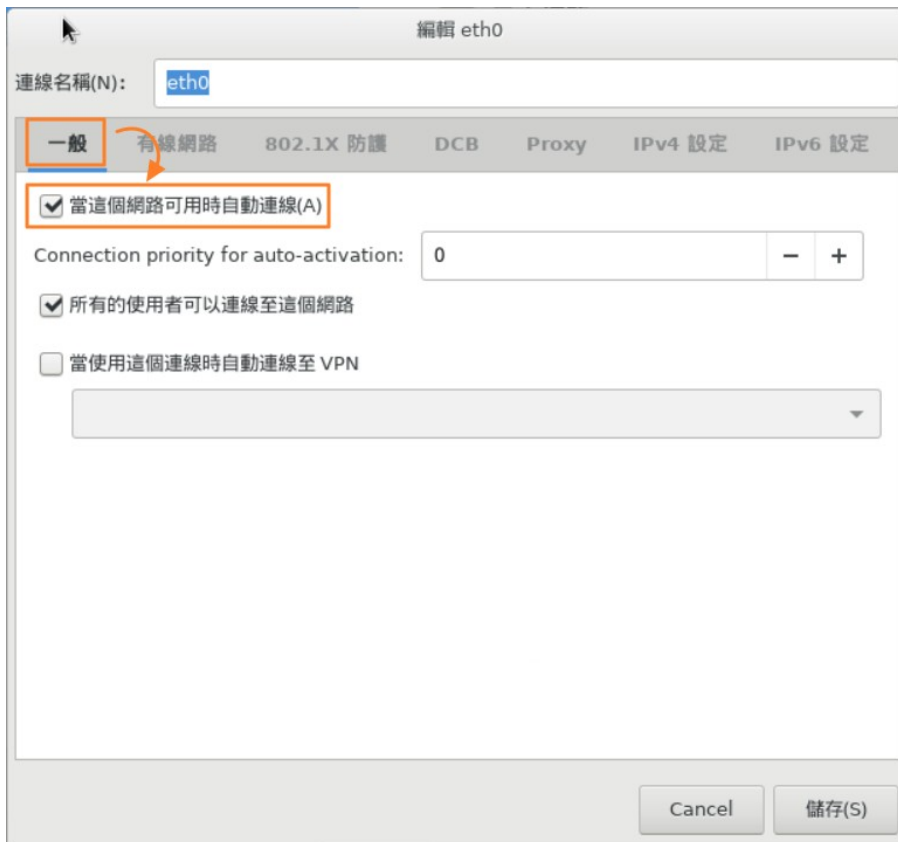 編輯 eth0
連線名稱(N): eth0
一般 有線網路 802.1X 防護 DCB Proxy IPv4 設定 IPv6 設定
當這個網路可用時自動連線(A)
Connection priority for auto-activation: 0 − +
所有的使用者可以連線至這個網路
當使用這個連線時自動連線至 VPN
Cancel 儲存(S)